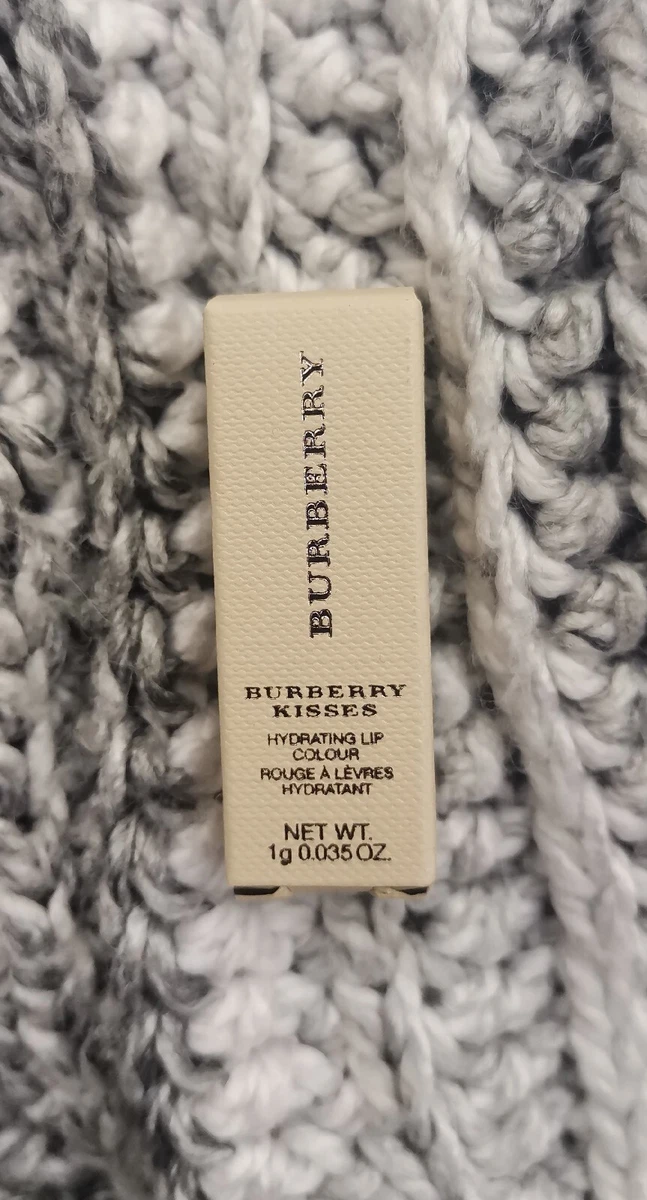 BURBERRY
BURBERRY
KISSES
HYDRATING LIP
COLOUR
ROUGE À LÈVRES
HYDRATANT
NET WT.
1g 0.035 OZ.